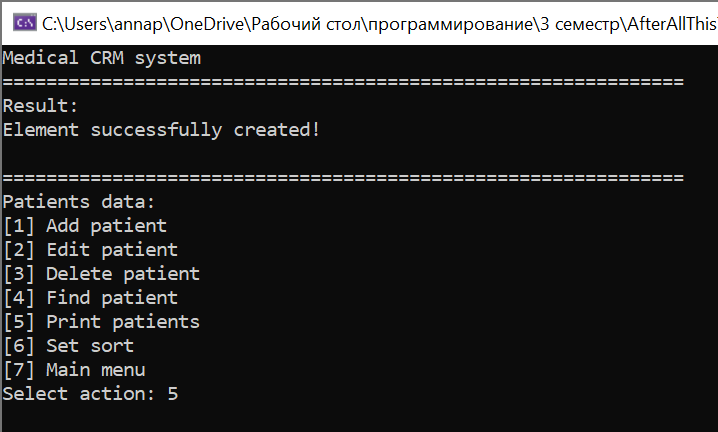 C:\Users\annap\OneDrive\Рабочий стол\программирование\3 семестр\AfterAllThis
Medical CRM system
==============================================================
Result:
Element successfully created!
==============================================================
Patients data:
[1] Add patient
[2] Edit patient
[3] Delete patient
[4] Find patient
[5] Print patients
[6] Set sort
[7] Main menu
Select action: 5